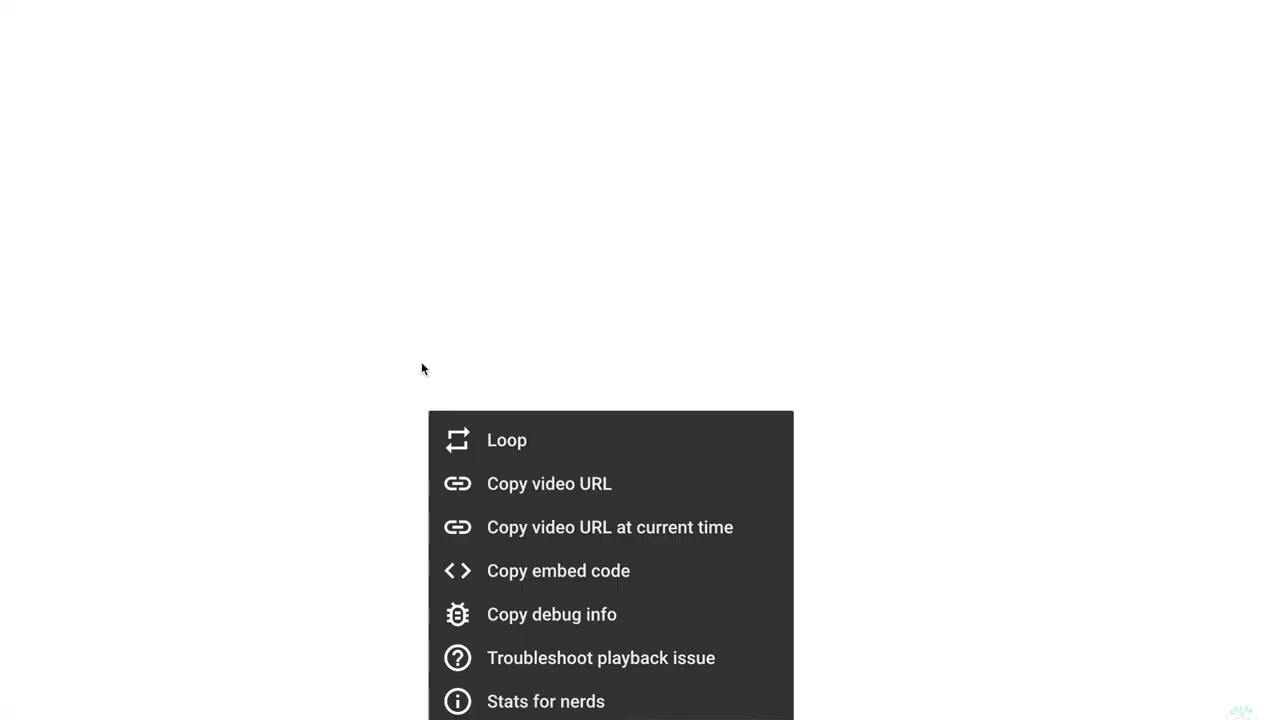 Loop
Copy video URL
Copy video URL at current time
Copy embed code
Copy debug info
Troubleshoot playback issue
Stats for nerds